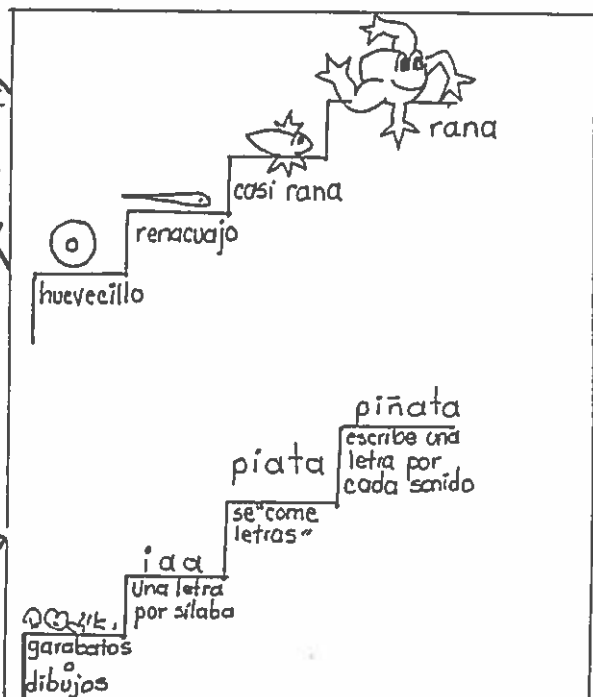 rana
casi rana
renacuajo
huevecillo
piñata
escribe una
letra por
cada sonido
piata
se "come
letras"
iaa
Una letra
por sílaba
garabatos
o
dibujos